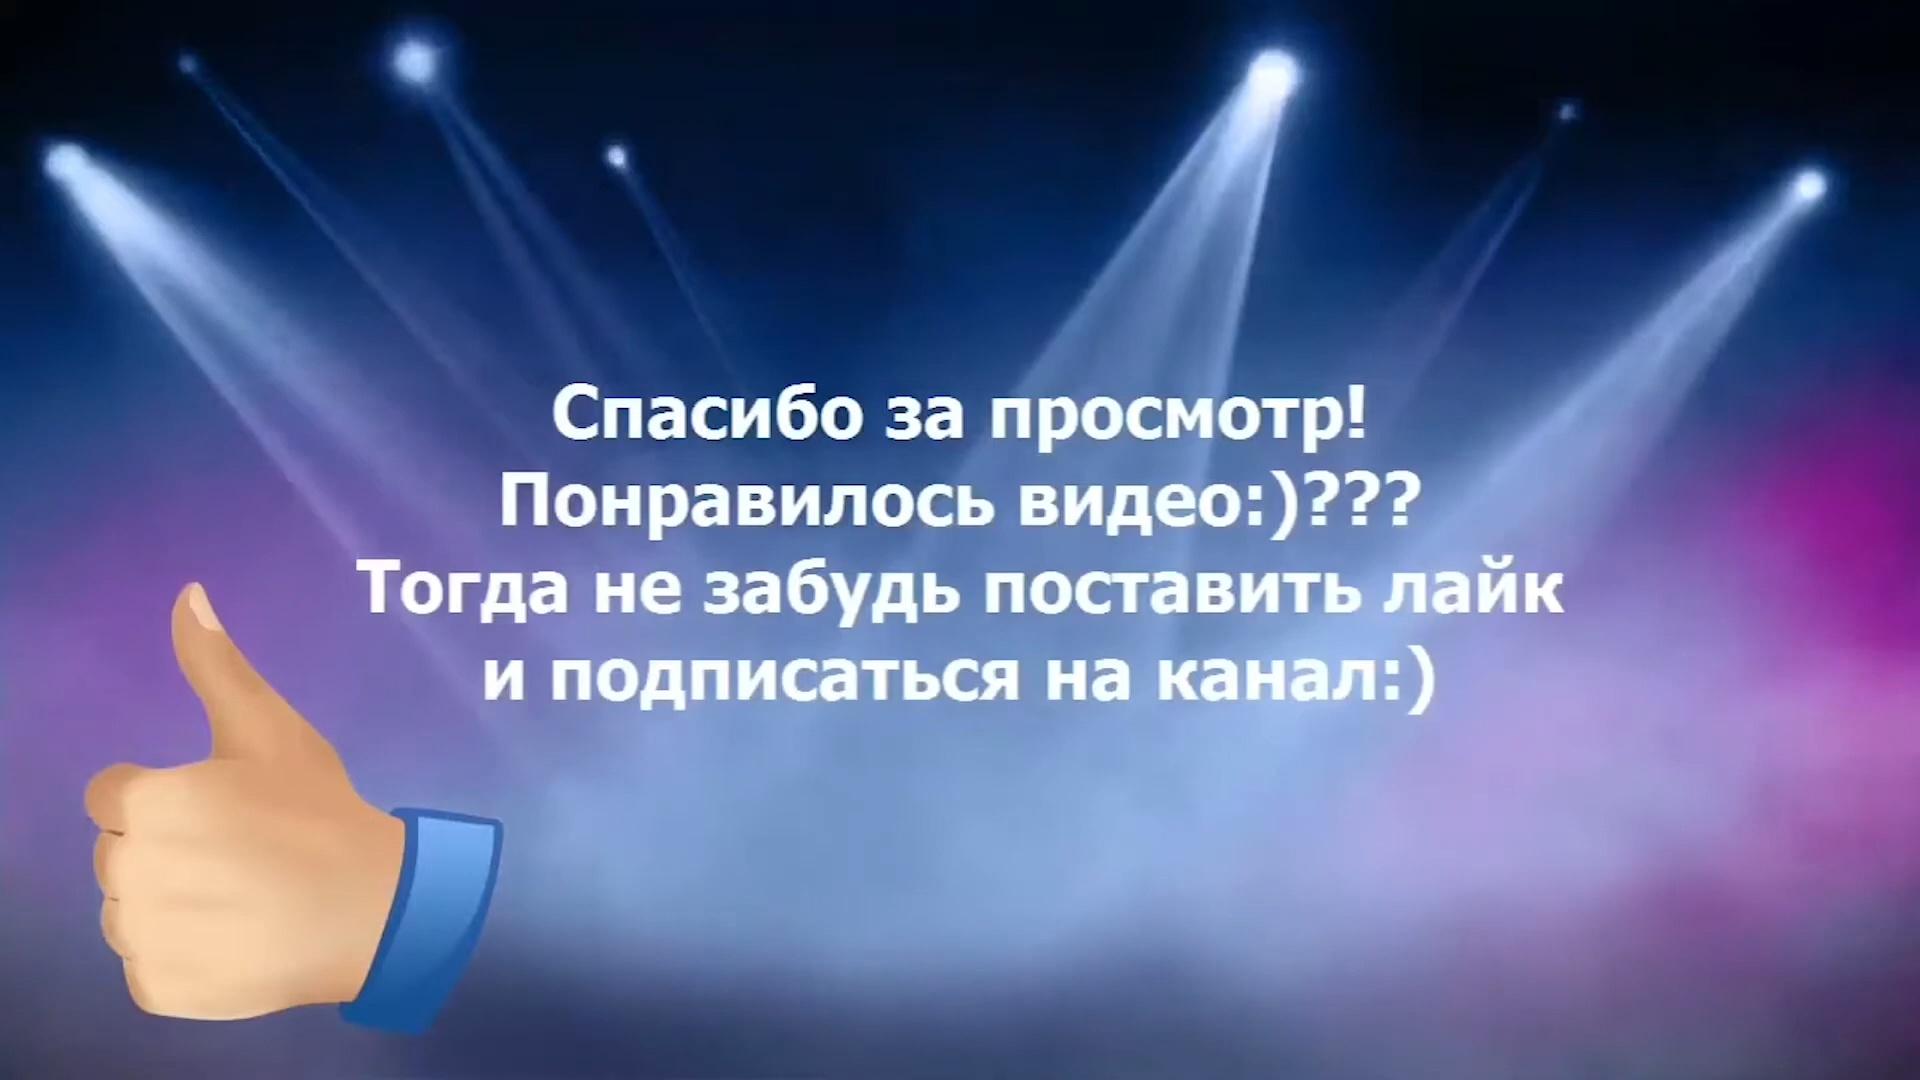 Спасибо за просмотр!
Понравилось видео:)???
Тогда не забудь поставить лайк
и подписаться на канал:)